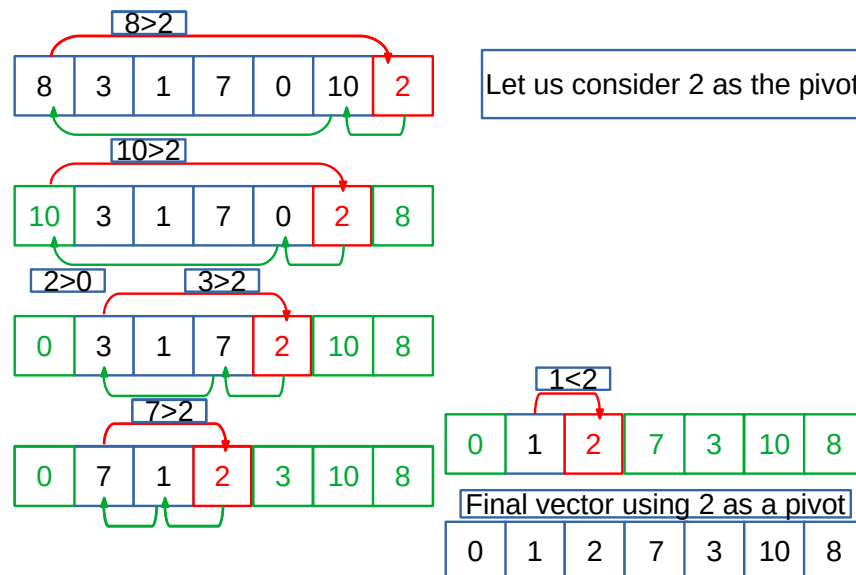 8>2
8 3 1 7 0 10 2
Let us consider 2 as the pivot
10>2
10 3 1 7 0 2 8
2>0 3>2
0 3 1 7 2 10 8
7>2
0 7 1 2 3 10 8
1<2
0 1 2 7 3 10 8
Final vector using 2 as a pivot
0 1 2 7 3 10 8